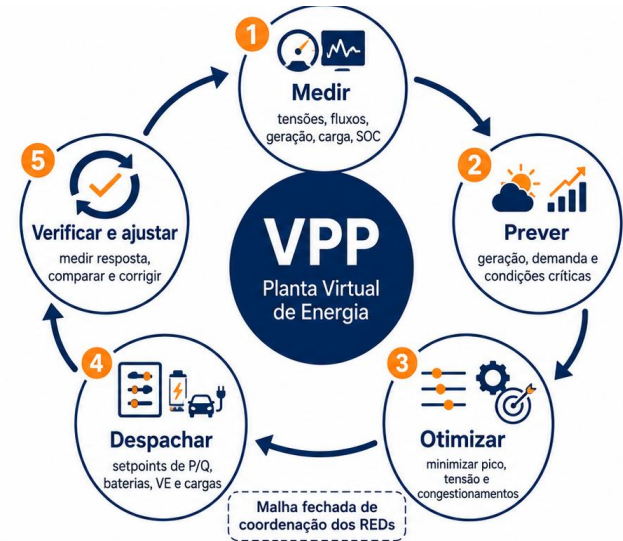 1
Medir
tensões, fluxos,
geração, carga, SOC
2
Prever
geração, demanda e
condições críticas
3
Otimizar
minimizar pico,
tensão e
congestionamentos
4
Despachar
setpoints de P/Q,
baterias, VE e cargas
5
Verificar e ajustar
medir resposta,
comparar e corrigir
VPP
Planta Virtual
de Energia
Malha fechada de
coordenação dos REDs